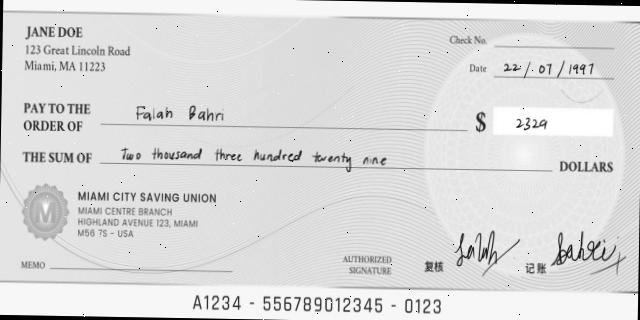 JANE DOE
123 Great Lincoln Road
Miami, MA 11223
Check No.
Date 22/.07/1997
PAY TO THE
ORDER OF Falah Bahri
$ 2329
THE SUM OF Two thousand three hundred twenty nine DOLLARS
M
MIAMI CITY SAVING UNION
MIAMI CENTRE BRANCH
HIGHLAND AVENUE 123, MIAMI
M56 7S - USA
MEMO
AUTHORIZED
SIGNATURE
复核 Falah 记账 Bahri
A1234 - 556789012345 - 0123